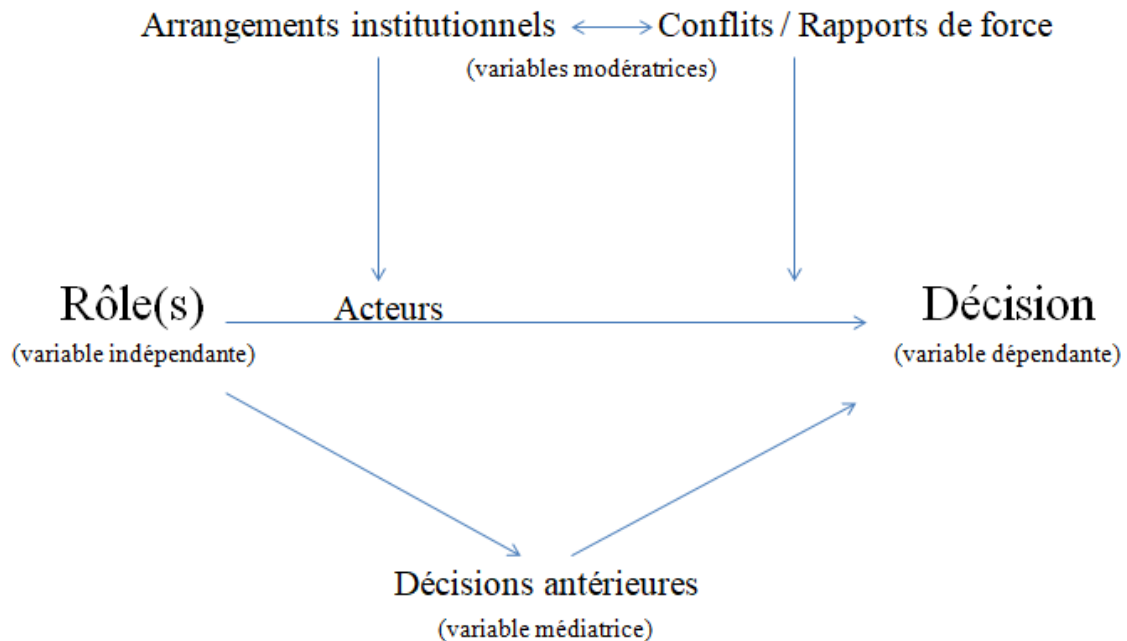 Arrangements institutionnels
Conflits / Rapports de force
(variables modératrices)
Rôle(s)
Acteurs
Décision
(variable indépendante)
(variable dépendante)
Décisions antérieures
(variable médiatrice)